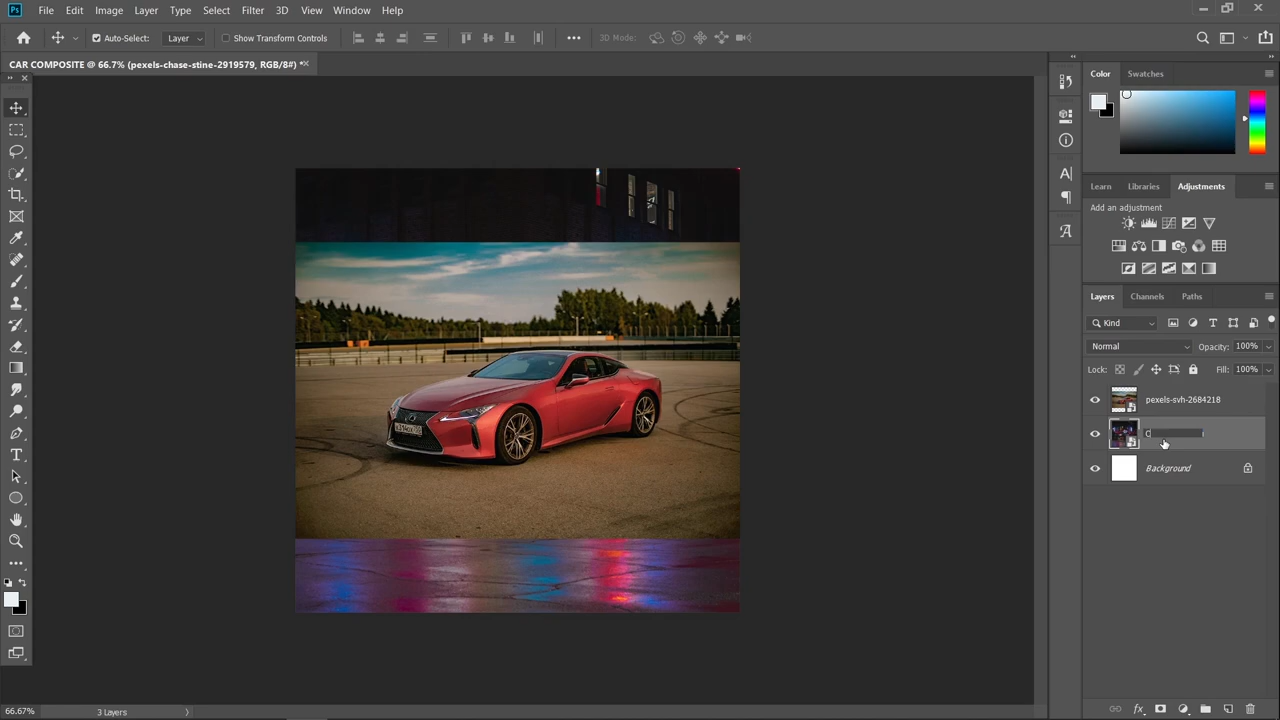 Ps File Edit Image Layer Type Select Filter 3D View Window Help
Auto-Select: Layer Show Transform Controls 3D Mode:
CAR COMPOSITE @ 66.7% (pexels-chase-stine-2919579, RGB/8#) *
Color Swatches
Learn Libraries Adjustments
Add an adjustment
Layers Channels Paths
Kind
Normal Opacity: 100%
Lock: Fill: 100%
pexels-svh-2684218
C
Background
66.67% 3 Layers